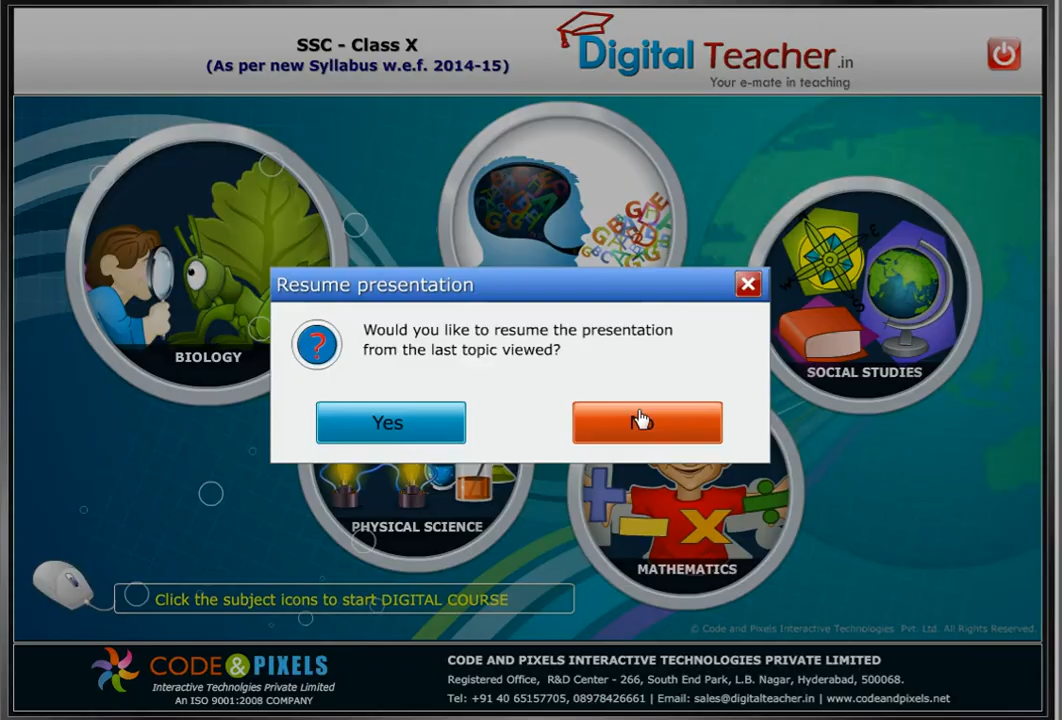 SSC - Class X
(As per new Syllabus w.e.f. 2014-15)
Digital Teacher.in
Your e-mate in teaching
BIOLOGY
SOCIAL STUDIES
Resume presentation
Would you like to resume the presentation
from the last topic viewed?
Yes
No
PHYSICAL SCIENCE
MATHEMATICS
Click the subject icons to start DIGITAL COURSE
© Code and Pixels Interactive Technologies Pvt. Ltd. All Rights Reserved.
CODE & PIXELS
Interactive Technolgies Private Limited
An ISO 9001:2008 COMPANY
CODE AND PIXELS INTERACTIVE TECHNOLOGIES PRIVATE LIMITED
Registered Office, R&D Center - 266, South End Park, L.B. Nagar, Hyderabad, 500068.
Tel: +91 40 65157705, 08978426661 | Email: sales@digitalteacher.in | www.codeandpixels.net